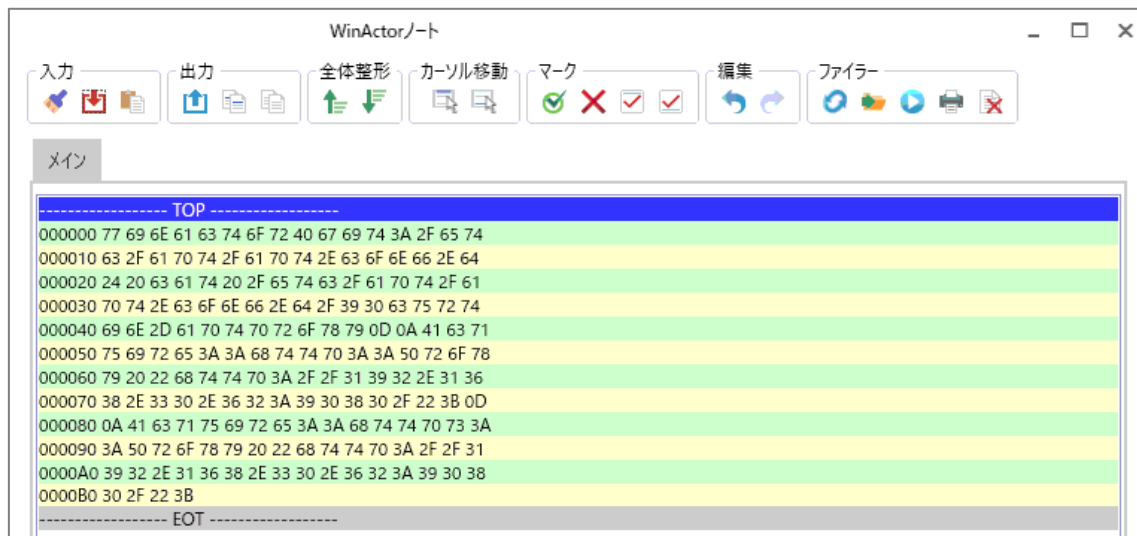 WinActorノート
入力 出力 全体整形 カーソル移動 マーク 編集 ファイラー
メイン
------------------ TOP ------------------
000000 77 69 6E 61 63 74 6F 72 40 67 69 74 3A 2F 65 74
000010 63 2F 61 70 74 2F 61 70 74 2E 63 6F 6E 66 2E 64
000020 24 20 63 61 74 20 2F 65 74 63 2F 61 70 74 2F 61
000030 70 74 2E 63 6F 6E 66 2E 64 2F 39 30 63 75 72 74
000040 69 6E 2D 61 70 74 70 72 6F 78 79 0D 0A 41 63 71
000050 75 69 72 65 3A 3A 68 74 74 70 3A 3A 50 72 6F 78
000060 79 20 22 68 74 74 70 3A 2F 2F 31 39 32 2E 31 36
000070 38 2E 33 30 2E 36 32 3A 39 30 38 30 2F 22 3B 0D
000080 0A 41 63 71 75 69 72 65 3A 3A 68 74 74 70 73 3A
000090 3A 50 72 6F 78 79 20 22 68 74 74 70 3A 2F 2F 31
0000A0 39 32 2E 31 36 38 2E 33 30 2E 36 32 3A 39 30 38
0000B0 30 2F 22 3B
------------------ EOT ------------------